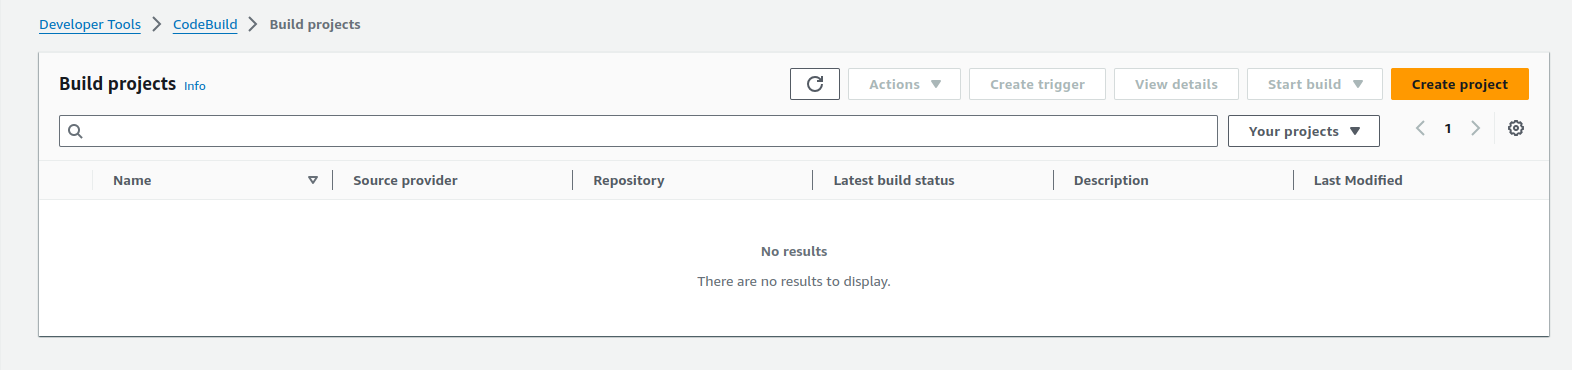 Developer Tools > CodeBuild > Build projects
Build projects Info
Actions Create trigger View details Start build Create project
Your projects 1
Name Source provider Repository Latest build status Description Last Modified
No results
There are no results to display.